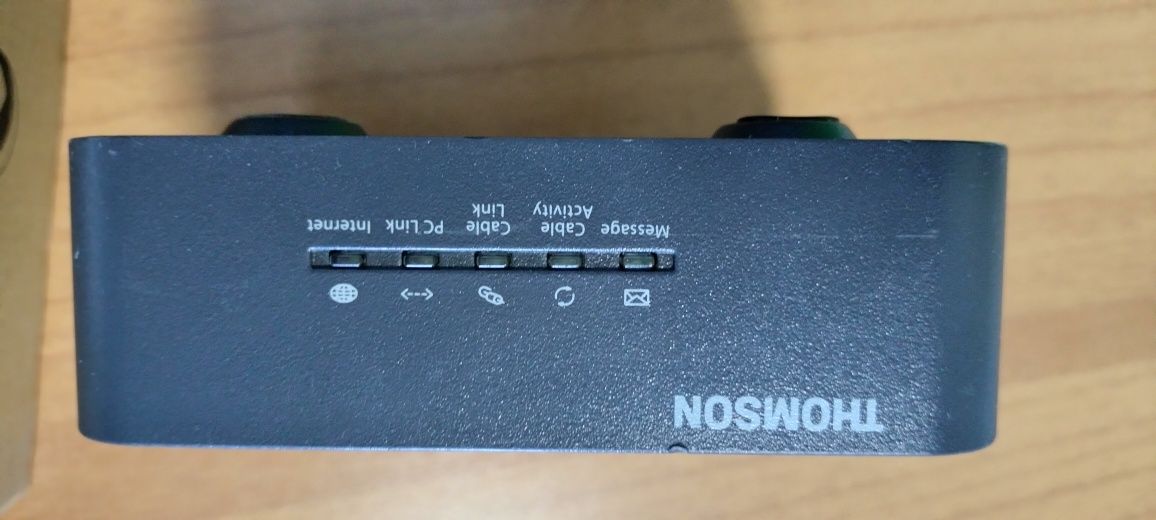 THOMSON
Message
Cable
Activity
Cable
Link
PC Link
Internet